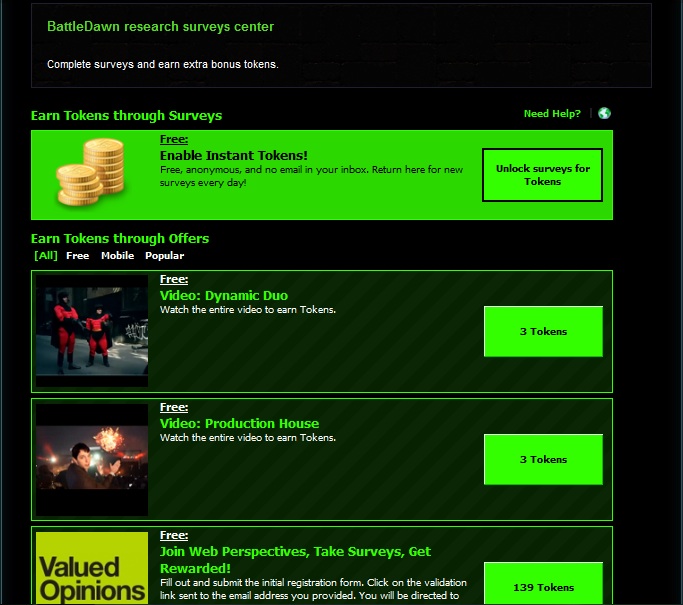 BattleDawn research surveys center
Complete surveys and earn extra bonus tokens.
Earn Tokens through Surveys
Need Help?
Free:
Enable Instant Tokens!
Free, anonymous, and no email in your inbox. Return here for new
surveys every day!
Unlock surveys for
Tokens
Earn Tokens through Offers
[All] Free Mobile Popular
Free:
Video: Dynamic Duo
Watch the entire video to earn Tokens.
3 Tokens
Free:
Video: Production House
Watch the entire video to earn Tokens.
3 Tokens
Valued
Opinions
Free:
Join Web Perspectives, Take Surveys, Get
Rewarded!
Fill out and submit the initial registration form. Click on the validation
link sent to the email address you provided. You will be directed to
139 Tokens